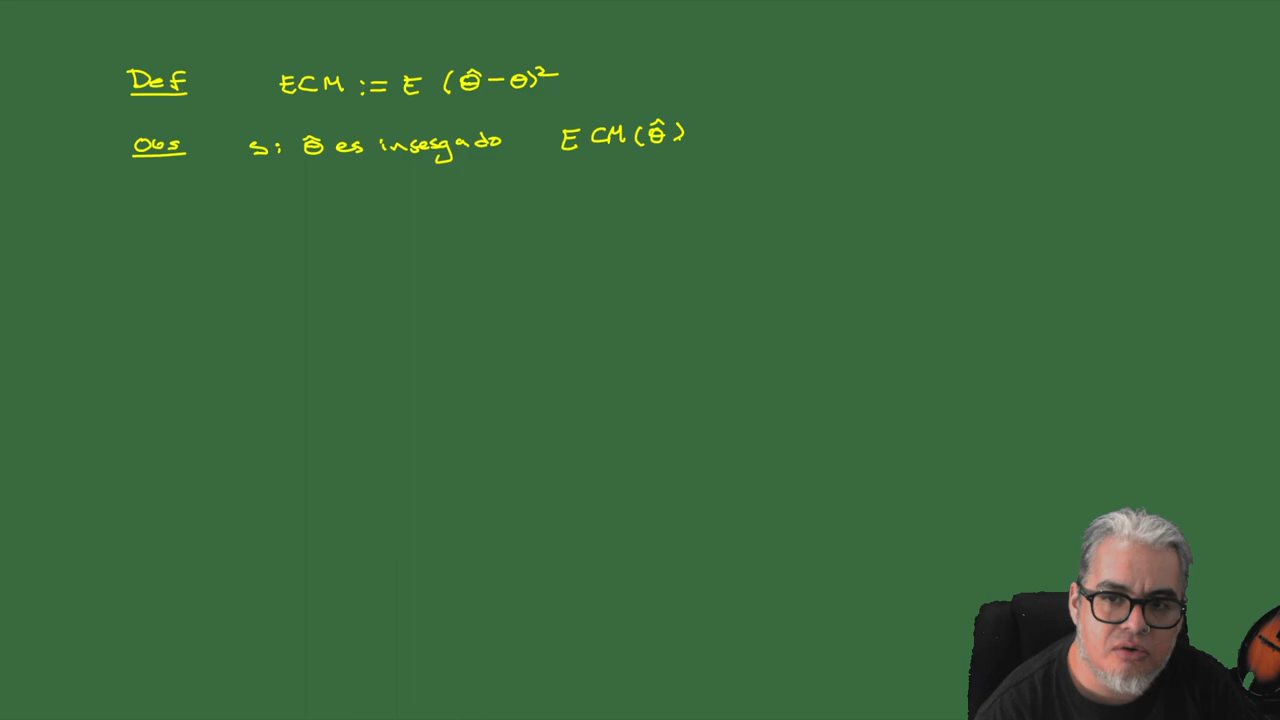 Def ECM := E (θ̂ - θ)²
Obs si θ̂ es insesgado ECM(θ̂)